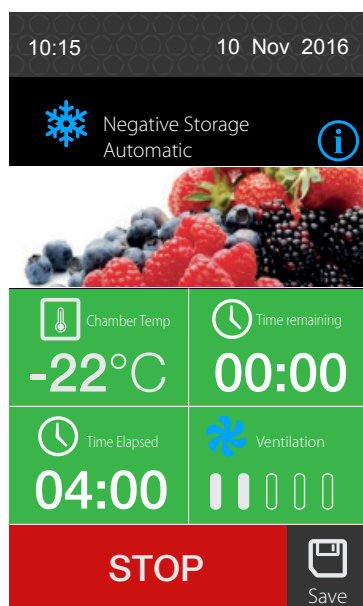 10:15 10 Nov 2016
Negative Storage
Automatic
i
Chamber Temp
-22°C
Time remaining
00:00
Time Elapsed
04:00
Ventilation
STOP
Save